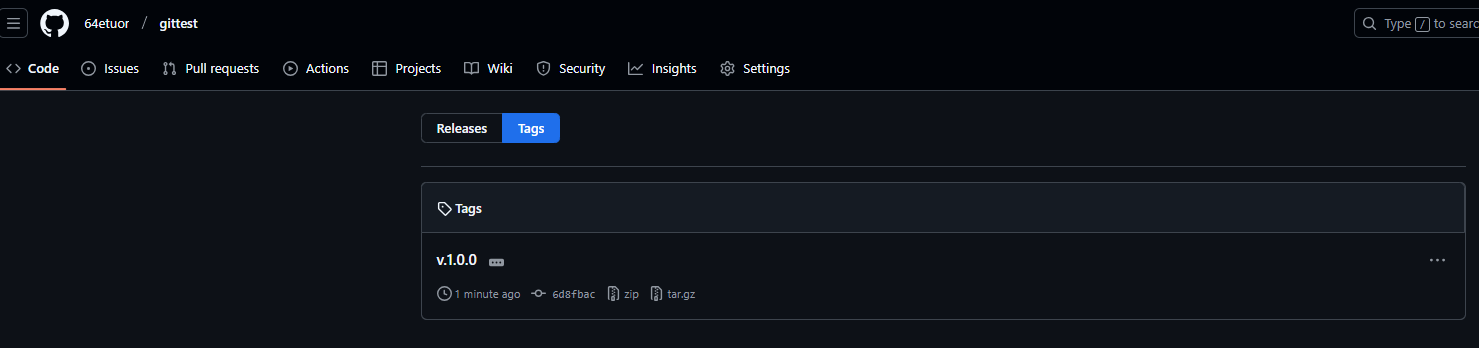 64etuor / gittest
Type / to searc
Code Issues Pull requests Actions Projects Wiki Security Insights Settings
Releases Tags
Tags
v.1.0.0
1 minute ago 6d8fbac zip tar.gz